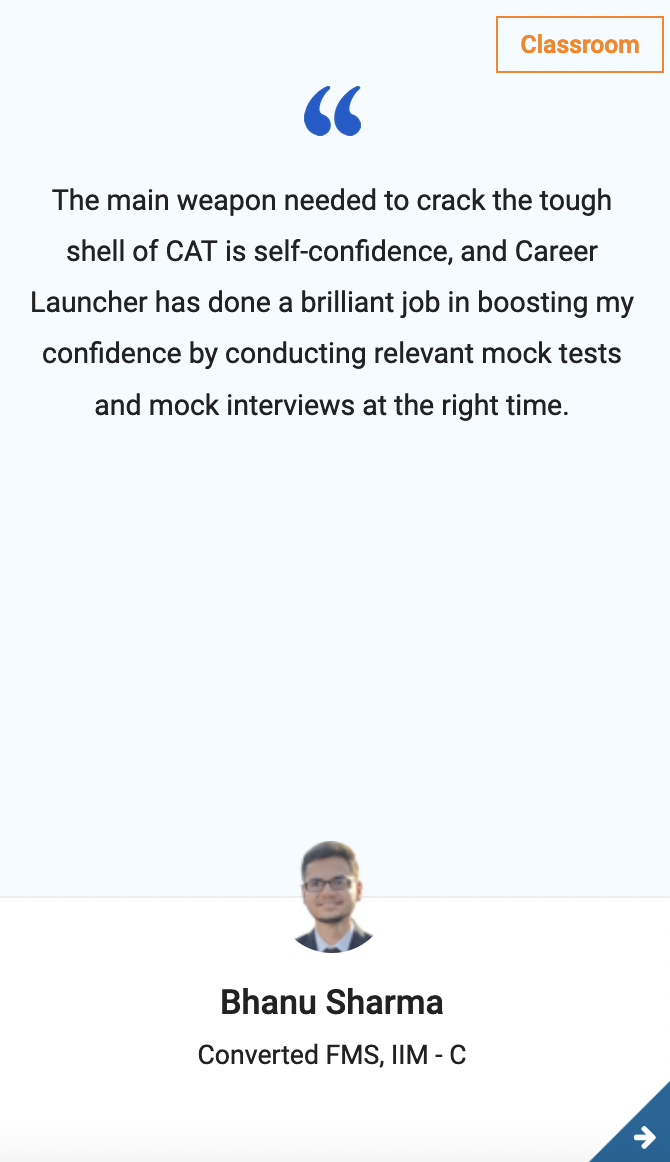 Classroom
“
The main weapon needed to crack the tough
shell of CAT is self-confidence, and Career
Launcher has done a brilliant job in boosting my
confidence by conducting relevant mock tests
and mock interviews at the right time.
Bhanu Sharma
Converted FMS, IIM - C